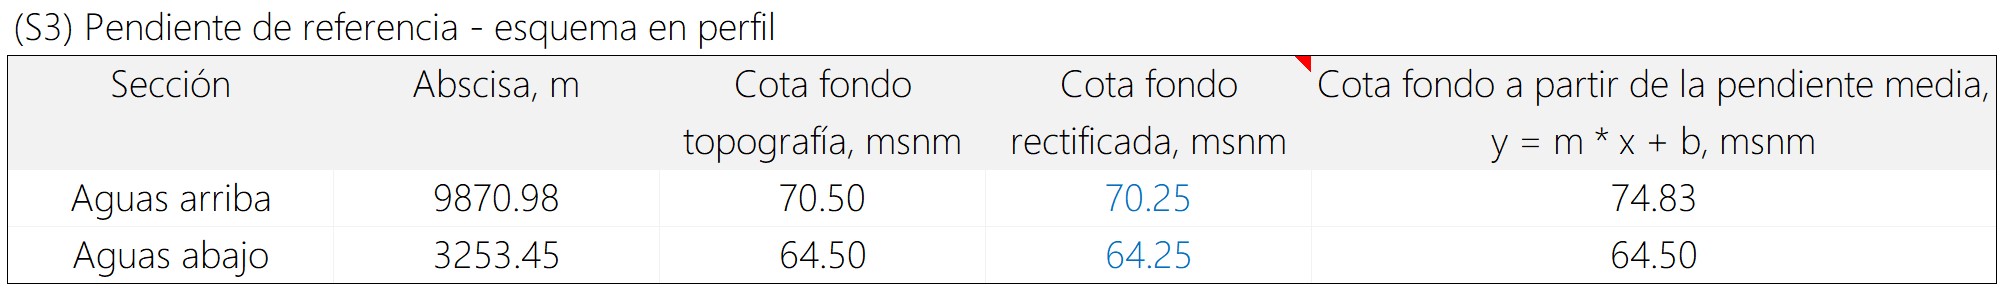 (S3) Pendiente de referencia - esquema en perfil
Sección Abscisa, m Cota fondo topografía, msnm Cota fondo rectificada, msnm Cota fondo a partir de la pendiente media, y = m * x + b, msnm
Aguas arriba 9870.98 70.50 70.25 74.83
Aguas abajo 3253.45 64.50 64.25 64.50